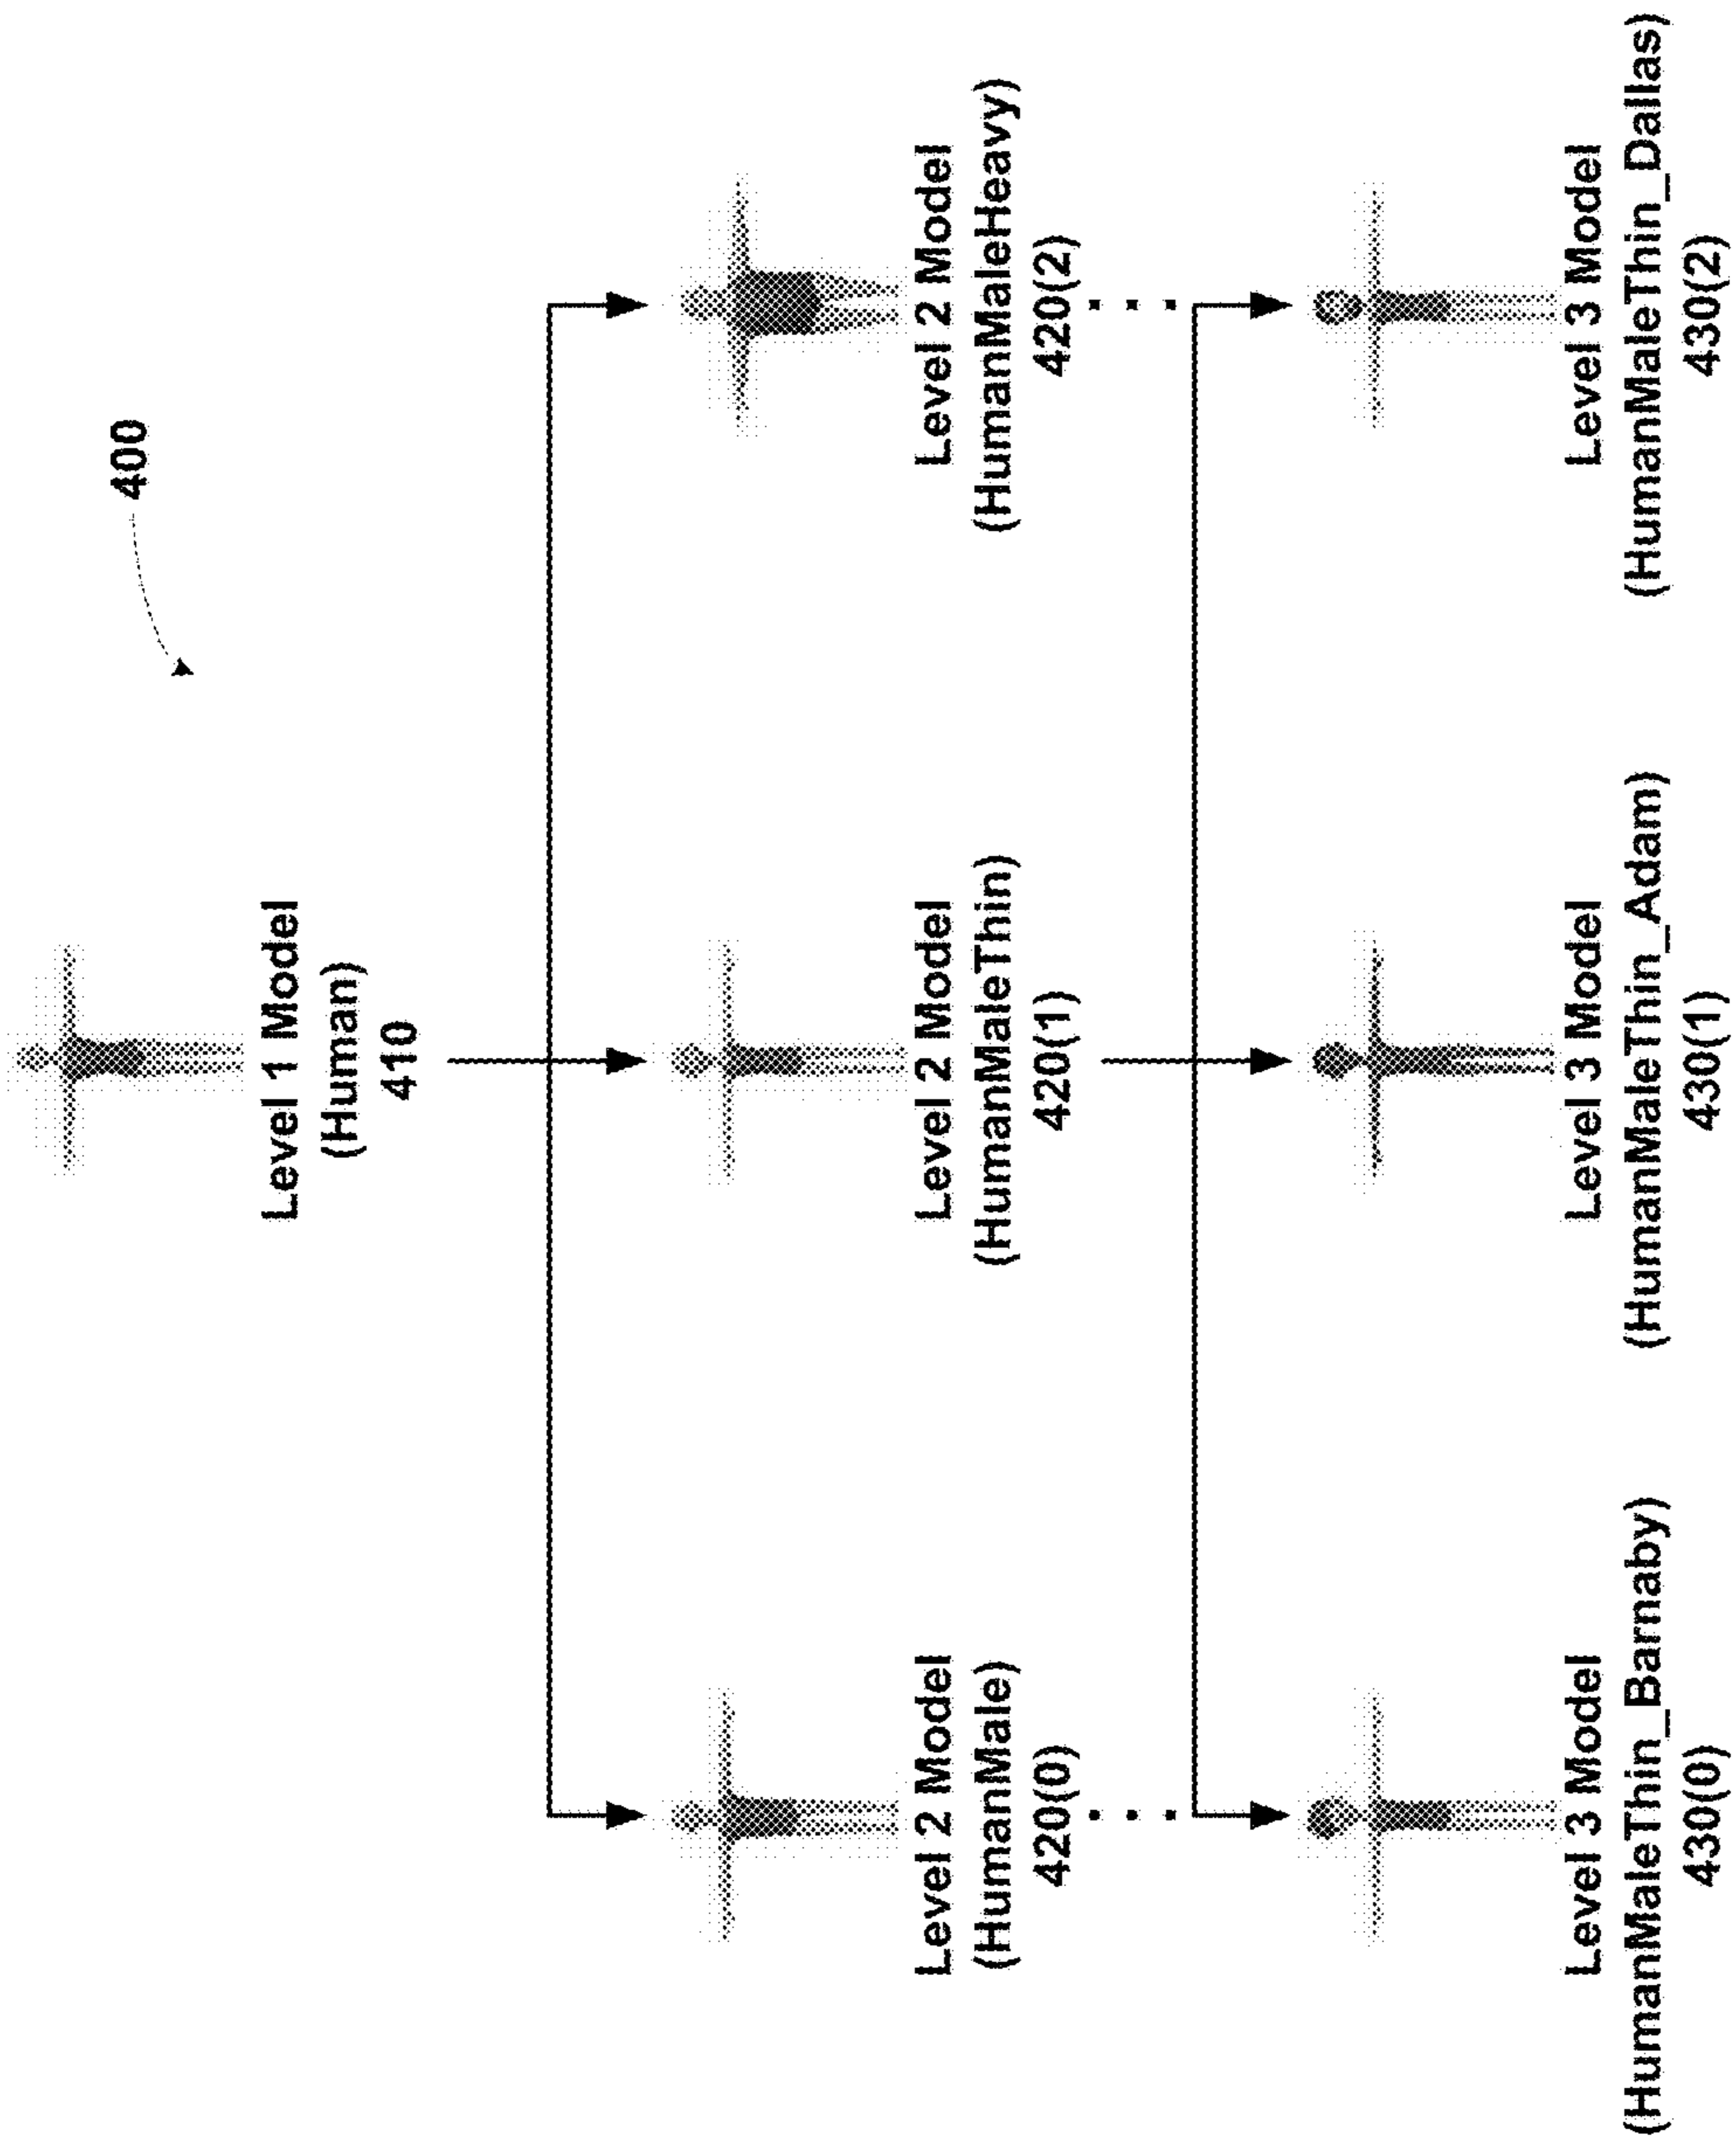 400
Level 1 Model
(Human)
410
Level 2 Model
(HumanMale)
420(0)
Level 2 Model
(HumanMaleThin)
420(1)
Level 2 Model
(HumanMaleHeavy)
420(2)
Level 3 Model
(HumanMaleThin_Barnaby)
430(0)
Level 3 Model
(HumanMaleThin_Adam)
430(1)
Level 3 Model
(HumanMaleThin_Dallas)
430(2)